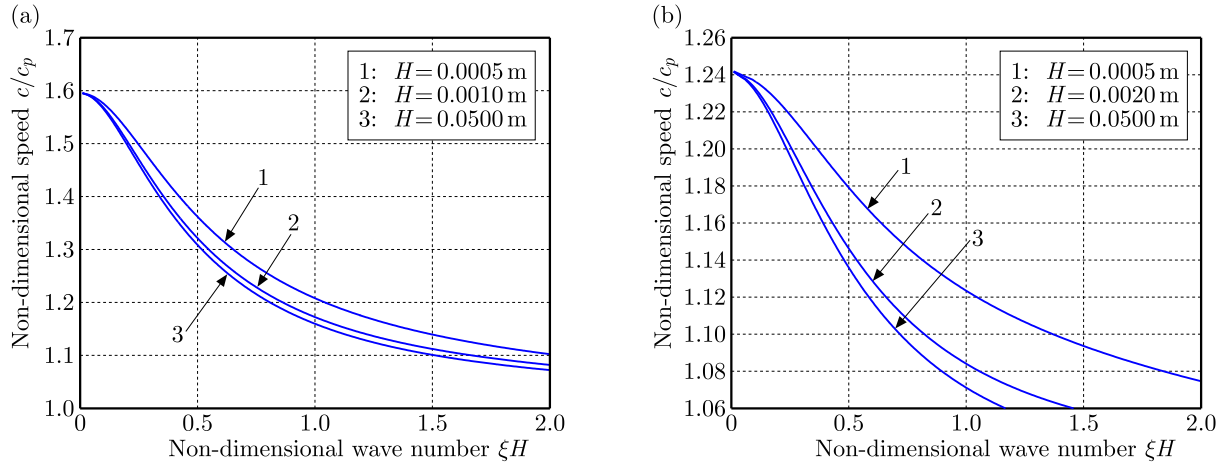 (a)
Non-dimensional speed c/c_p
1.7
1.6
1.5
1.4
1.3
1.2
1.1
1.0
1: H=0.0005 m
2: H=0.0010 m
3: H=0.0500 m
1
2
3
0 0.5 1.0 1.5 2.0
Non-dimensional wave number ξH
(b)
Non-dimensional speed c/c_p
1.26
1.24
1.22
1.20
1.18
1.16
1.14
1.12
1.10
1.08
1.06
1: H=0.0005 m
2: H=0.0020 m
3: H=0.0500 m
1
2
3
0 0.5 1.0 1.5 2.0
Non-dimensional wave number ξH